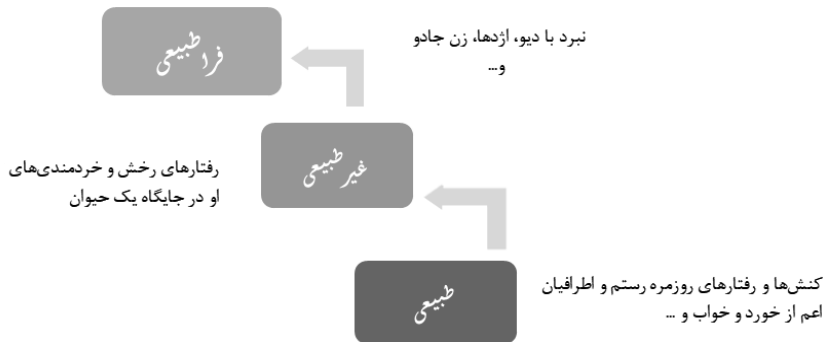 نبرد با دیو، اژدها، زن جادو
و...
فرا طبیعی
غیر طبیعی
رفتارهای رخش و خردمندی‌های
او در جایگاه یک حیوان
کنش‌ها و رفتارهای روزمره رستم و اطرافیان
اعم از خورد و خواب و ...
طبیعی